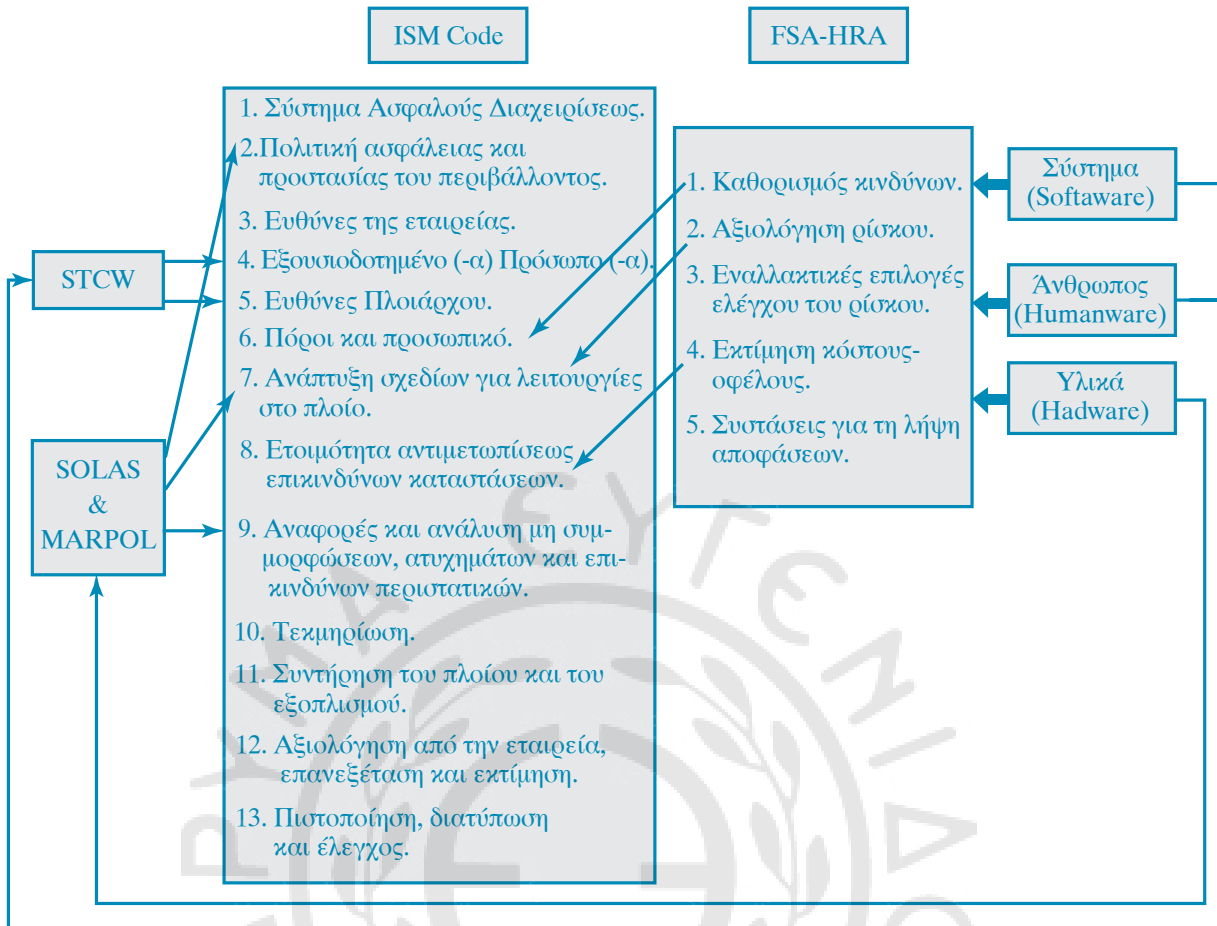 ISM Code
FSA-HRA
1. Σύστημα Ασφαλούς Διαχειρίσεως.
2.Πολιτική ασφάλειας και
προστασίας του περιβάλλοντος.
3. Ευθύνες της εταιρείας.
4. Εξουσιοδοτημένο (-α) Πρόσωπο (-α).
5. Ευθύνες Πλοιάρχου.
6. Πόροι και προσωπικό.
7. Ανάπτυξη σχεδίων για λειτουργίες
στο πλοίο.
8. Ετοιμότητα αντιμετωπίσεως
επικινδύνων καταστάσεων.
9. Αναφορές και ανάλυση μη συμ-
μορφώσεων, ατυχημάτων και επι-
κινδύνων περιστατικών.
10. Τεκμηρίωση.
11. Συντήρηση του πλοίου και του
εξοπλισμού.
12. Αξιολόγηση από την εταιρεία,
επανεξέταση και εκτίμηση.
13. Πιστοποίηση, διατύπωση
και έλεγχος.
STCW
SOLAS
&
MARPOL
1. Καθορισμός κινδύνων.
2. Αξιολόγηση ρίσκου.
3. Εναλλακτικές επιλογές
ελέγχου του ρίσκου.
4. Εκτίμηση κόστους-
οφέλους.
5. Συστάσεις για τη λήψη
αποφάσεων.
Σύστημα
(Softaware)
Άνθρωπος
(Humanware)
Υλικά
(Hadware)